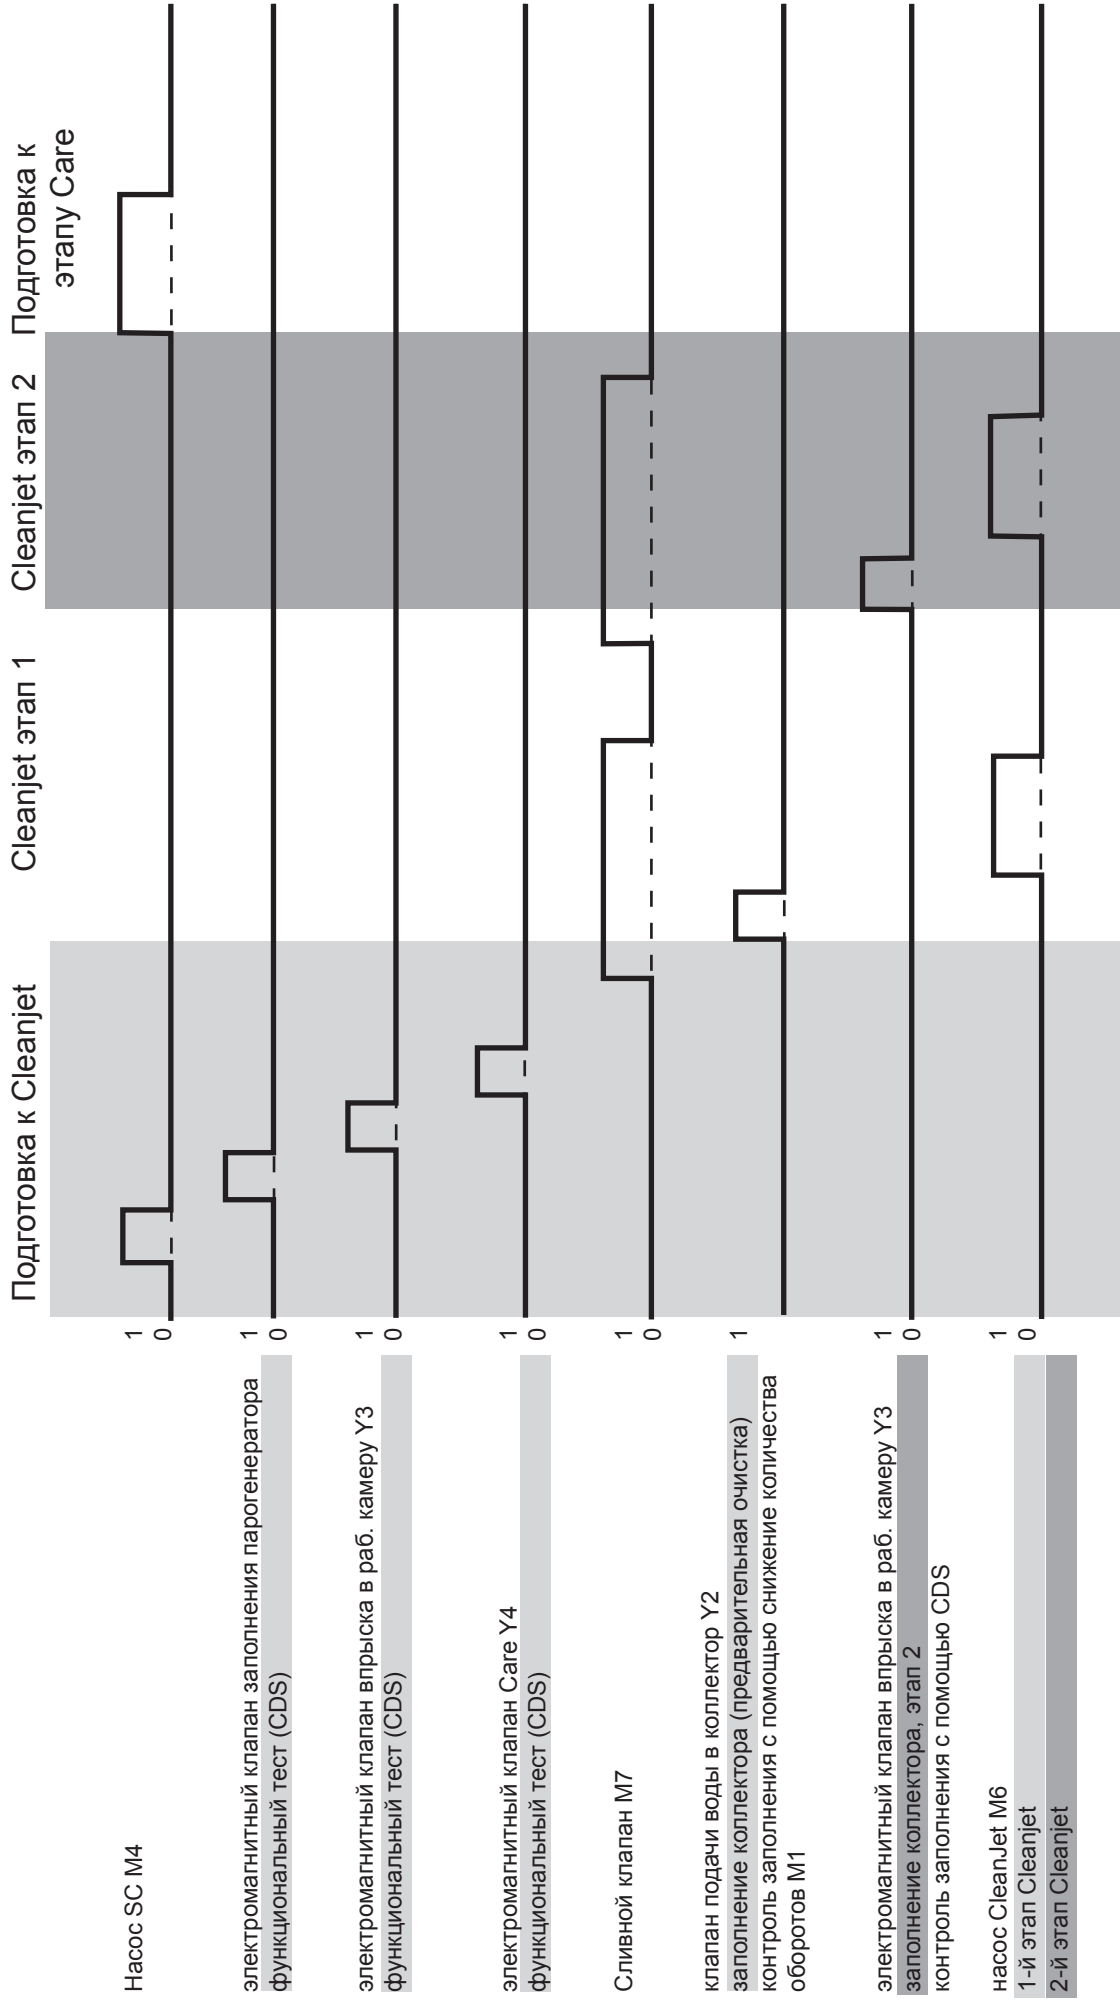 Подготовка к Cleanjet
Cleanjet этап 1
Cleanjet этап 2
Подготовка к
этапу Care
Насос SC M4
1
0
электромагнитный клапан заполнения парогенератора
функциональный тест (CDS)
1
0
электромагнитный клапан впрыска в раб. камеру Y3
функциональный тест (CDS)
1
0
электромагнитный клапан Care Y4
функциональный тест (CDS)
1
0
Сливной клапан M7
1
0
клапан подачи воды в коллектор Y2
заполнение коллектора (предварительная очистка)
контроль заполнения с помощью снижение количества
оборотов M1
1
электромагнитный клапан впрыска в раб. камеру Y3
заполнение коллектора, этап 2
контроль заполнения с помощью CDS
1
0
насос CleanJet M6
1-й этап Cleanjet
2-й этап Cleanjet
1
0